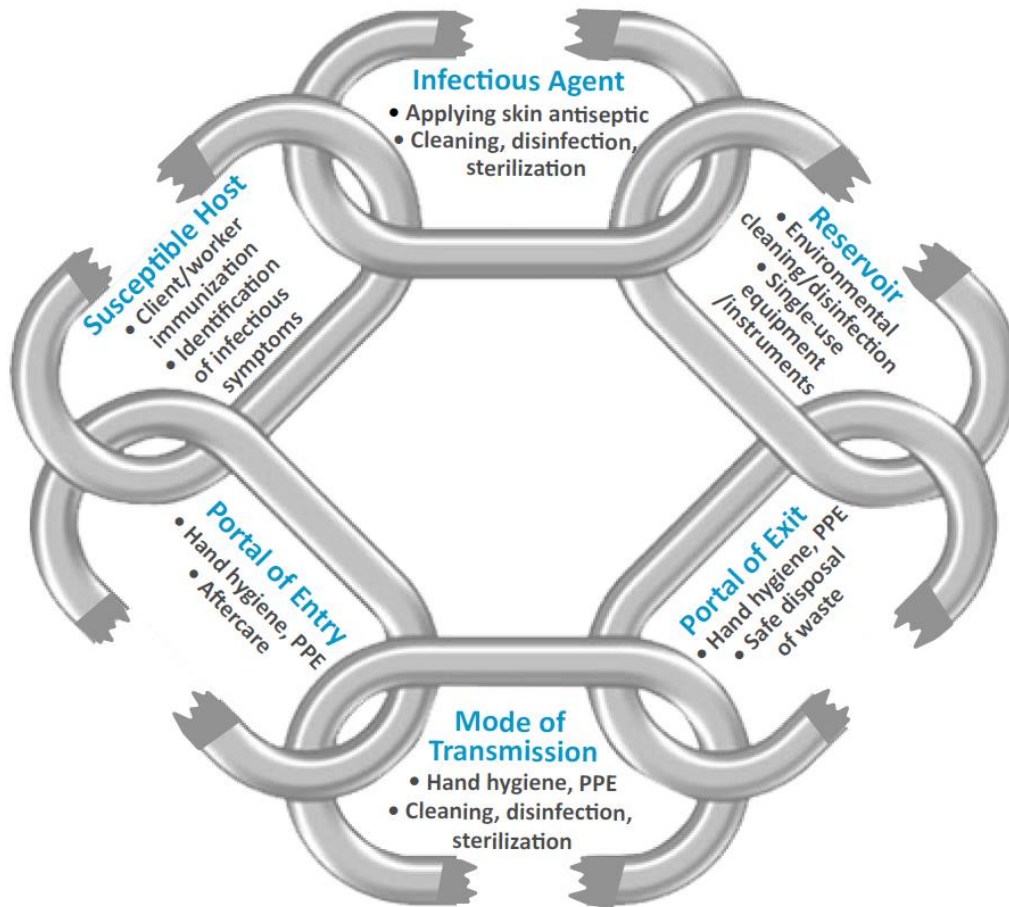 Infectious Agent
• Applying skin antiseptic
• Cleaning, disinfection,
sterilization
Reservoir
• Environmental
cleaning/disinfection
• Single-use
equipment
/instruments
Portal of Exit
• Hand hygiene, PPE
• Safe disposal
of waste
Mode of
Transmission
• Hand hygiene, PPE
• Cleaning, disinfection,
sterilization
Portal of Entry
• Hand hygiene, PPE
• Aftercare
Susceptible Host
• Client/worker
immunization
• Identification
of infectious
symptoms